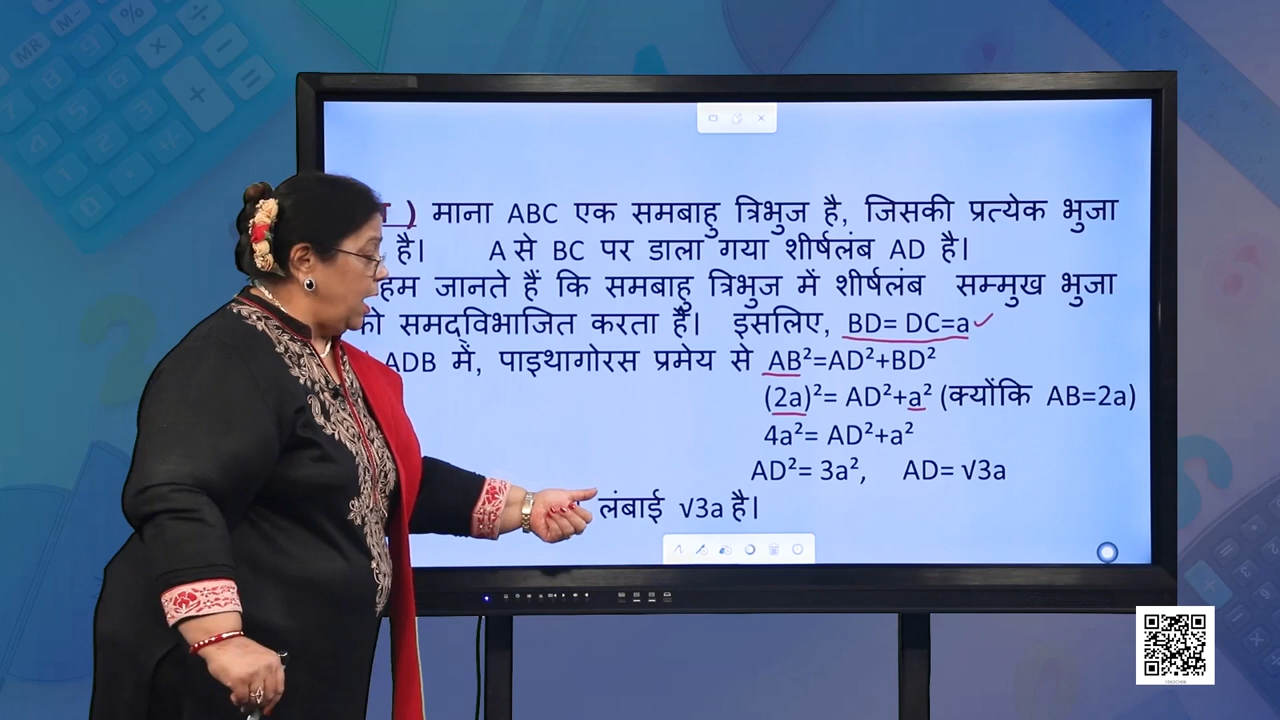 ) माना ABC एक समबाहु त्रिभुज है, जिसकी प्रत्येक भुजा
है। A से BC पर डाला गया शीर्षलंब AD है।
हम जानते हैं कि समबाहु त्रिभुज में शीर्षलंब सम्मुख भुजा
को समद्विभाजित करता है। इसलिए, BD= DC=a
ADB में, पाइथागोरस प्रमेय से AB²=AD²+BD²
(2a)²= AD²+a² (क्योंकि AB=2a)
4a²= AD²+a²
AD²= 3a², AD= √3a
लंबाई √3a है।